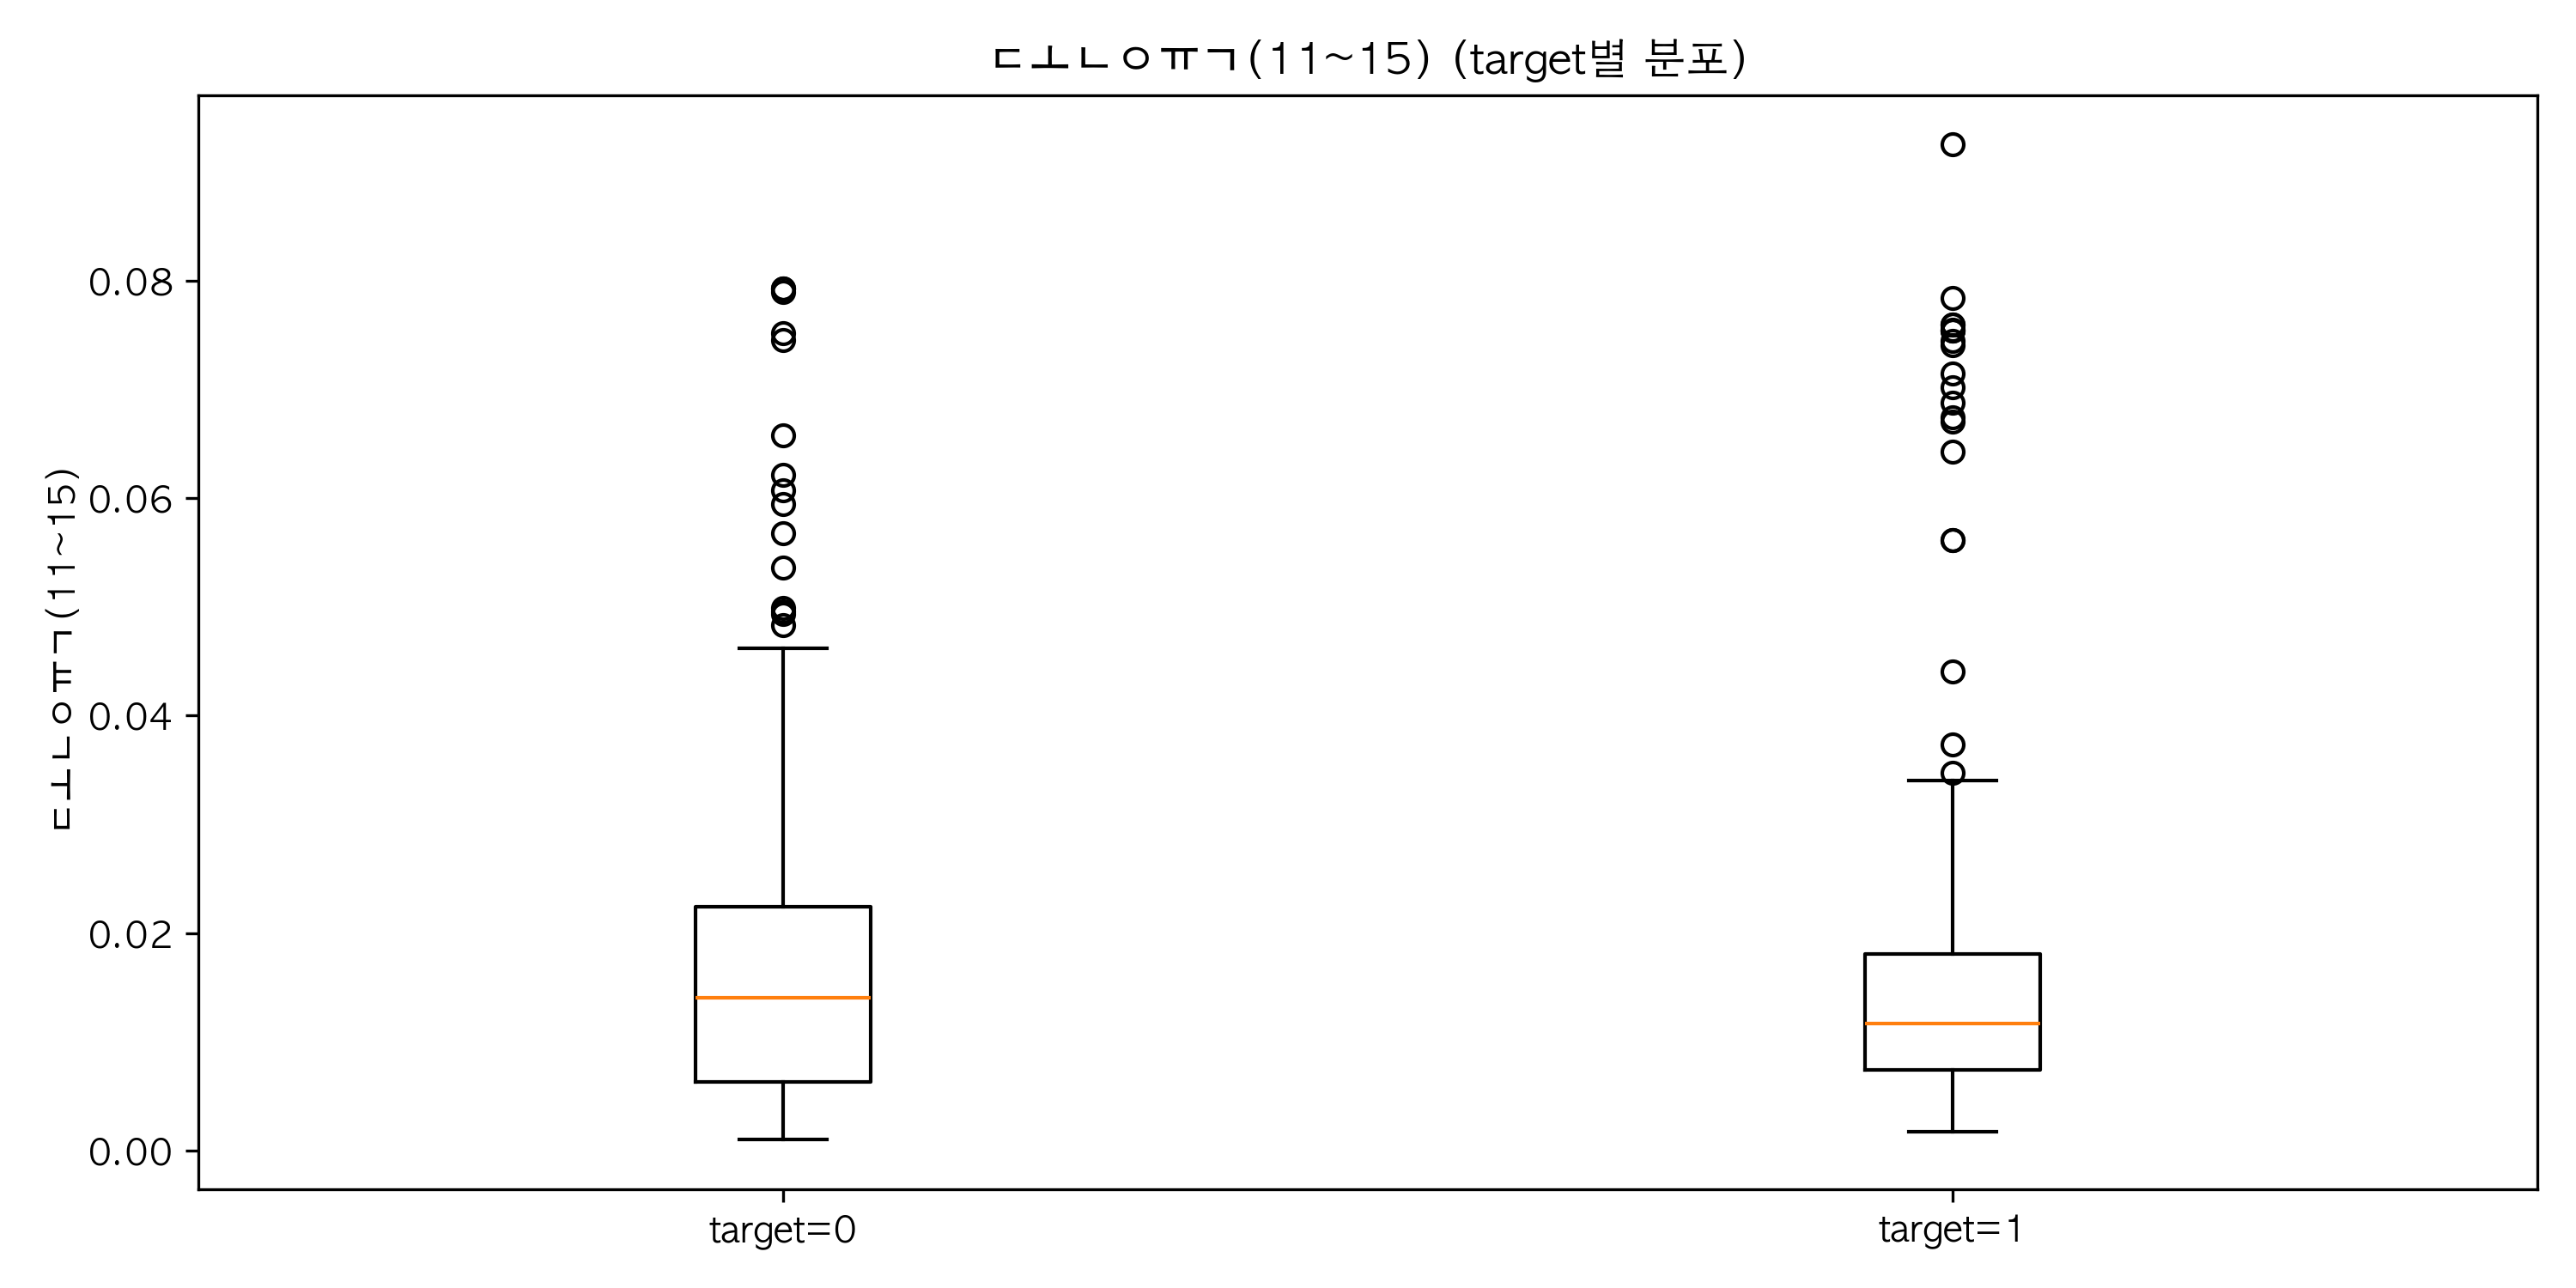 ㄷㅗㄴㅇㅠㄱ(11~15) (target별 분포)
ㄷㅗㄴㅇㅠㄱ(11~15)
0.08
0.06
0.04
0.02
0.00
target=0
target=1